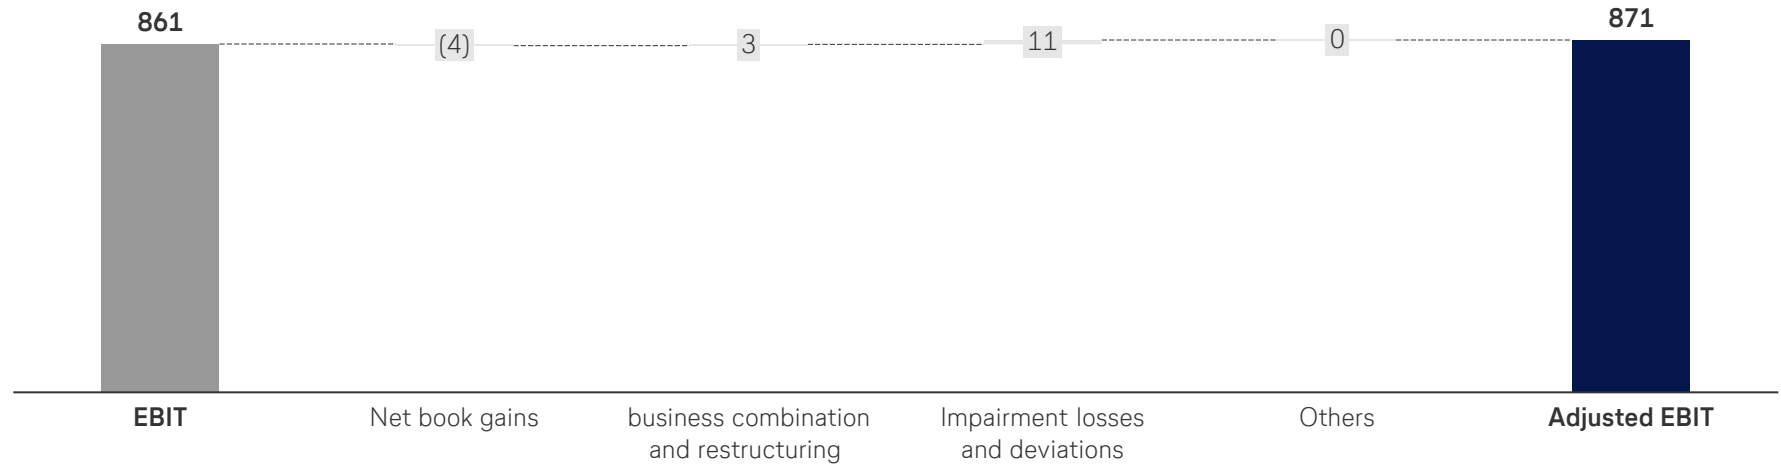 861
(4)
3
11
0
871
EBIT
Net book gains
business combination
and restructuring
Impairment losses
and deviations
Others
Adjusted EBIT